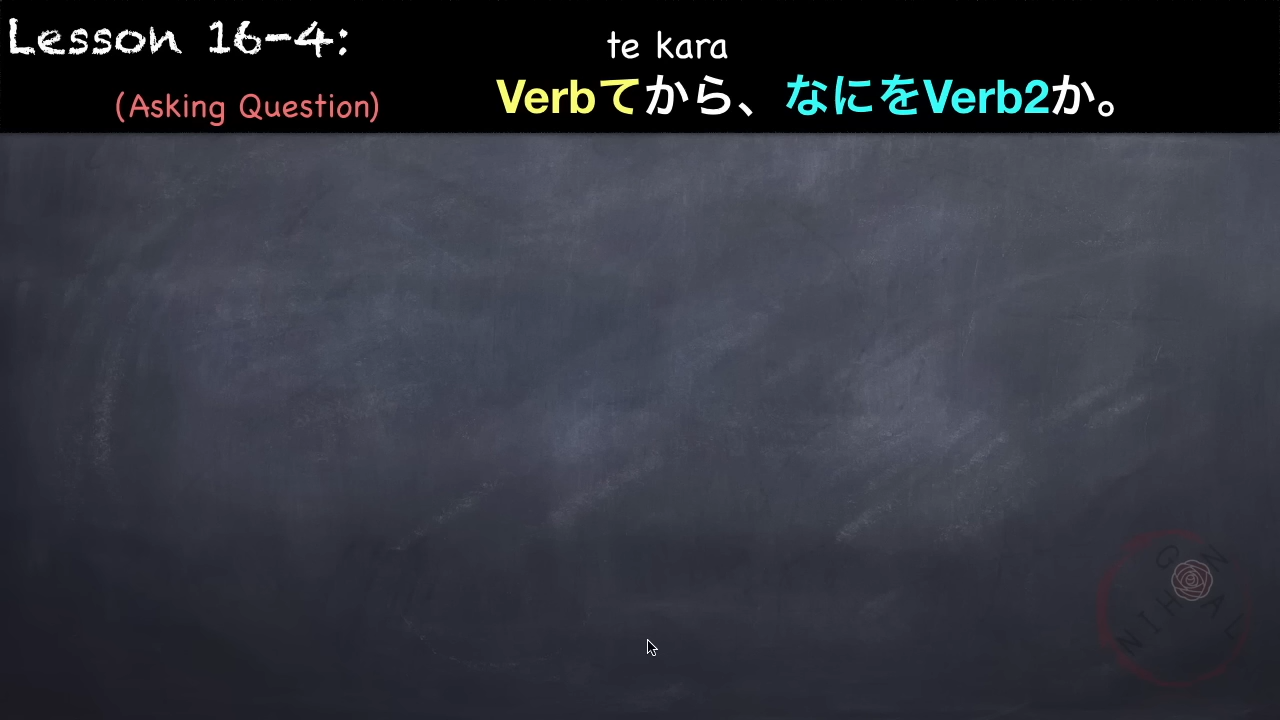 Lesson 16-4:
te kara
(Asking Question)
Verbてから、なにをVerb2か。